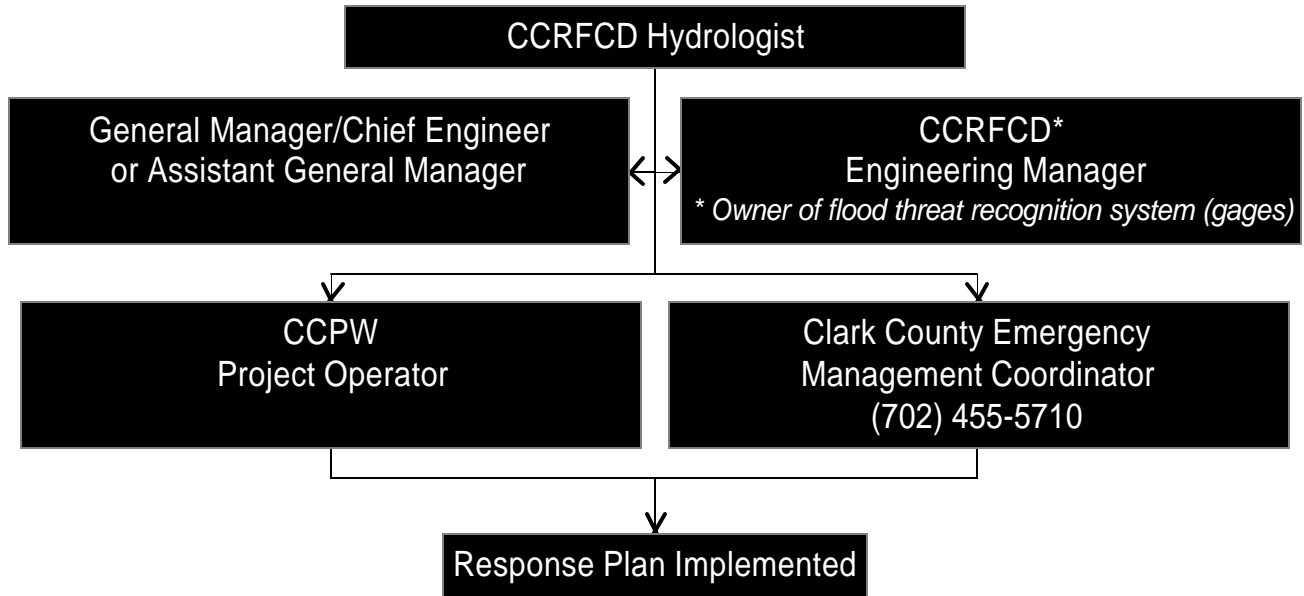 CCRFCD Hydrologist
General Manager/Chief Engineer
or Assistant General Manager
CCRFCD*
Engineering Manager
* Owner of flood threat recognition system (gages)
CCPW
Project Operator
Clark County Emergency
Management Coordinator
(702) 455-5710
Response Plan Implemented